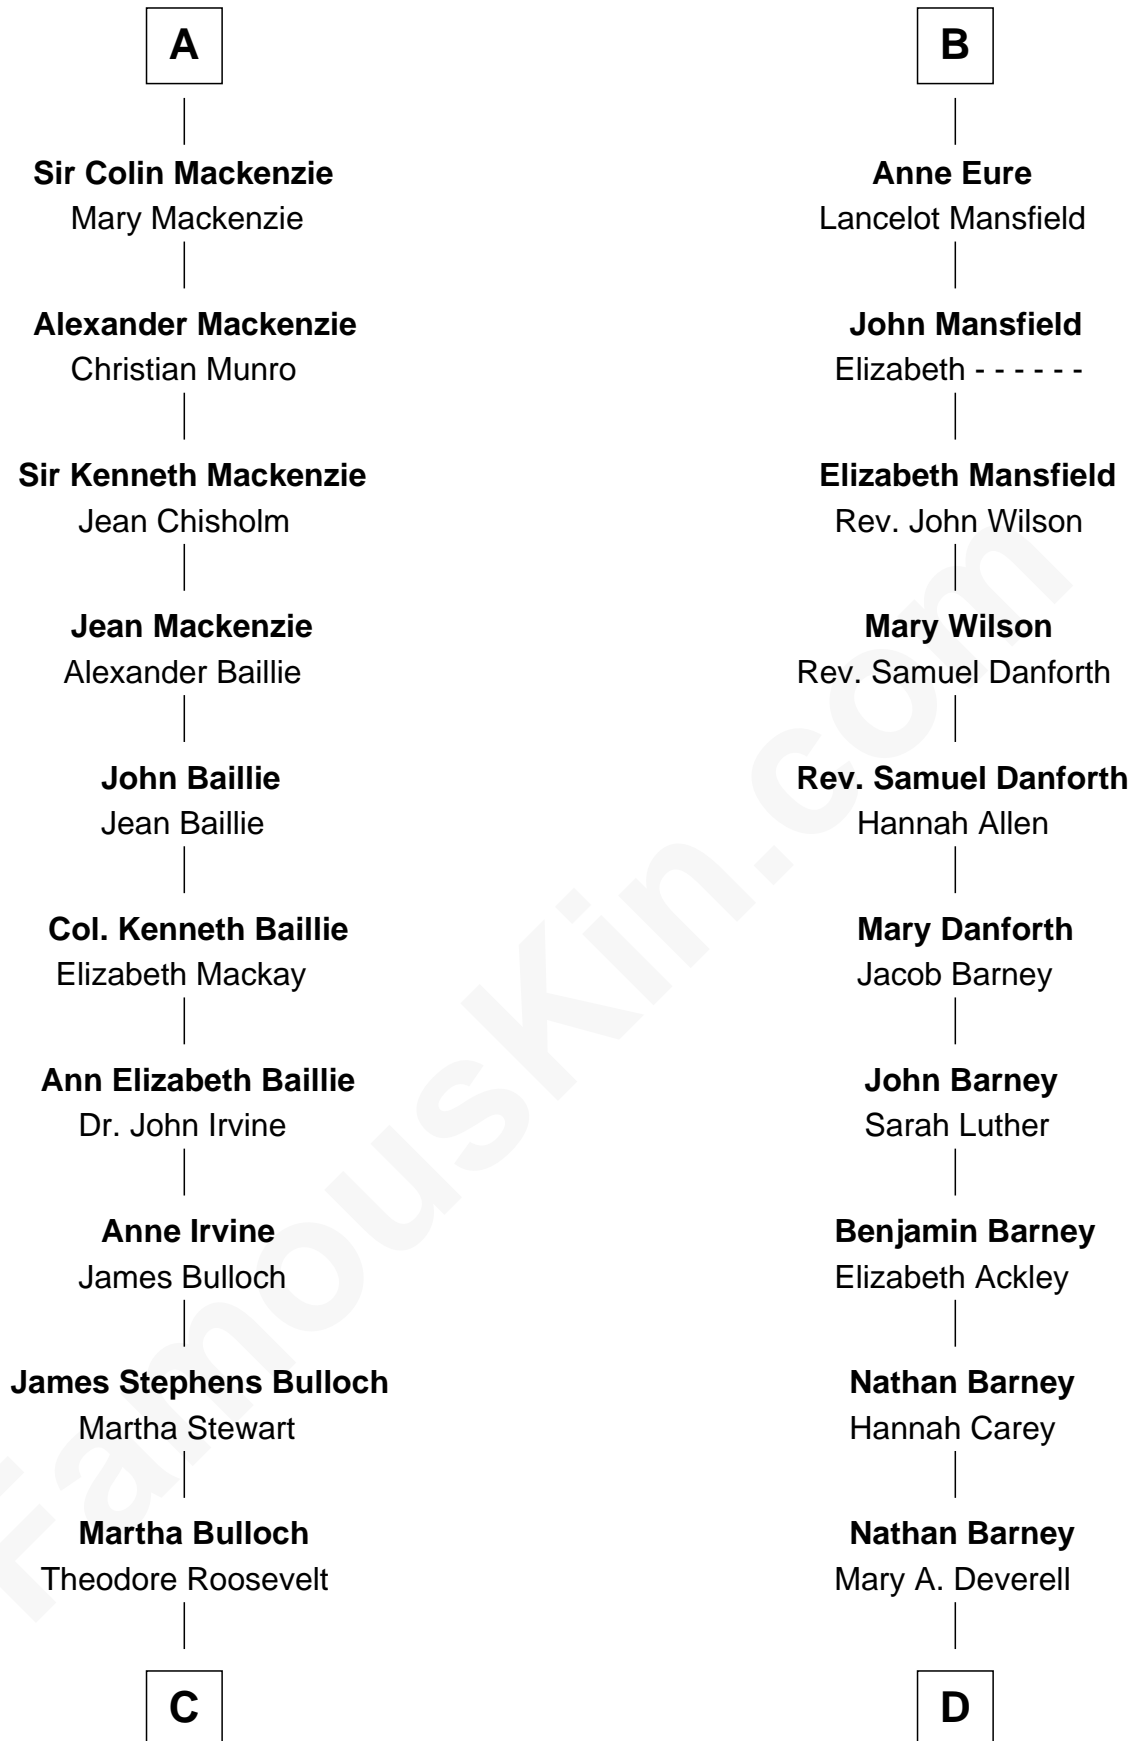 A
Sir Colin Mackenzie
Mary Mackenzie
Alexander Mackenzie
Christian Munro
Sir Kenneth Mackenzie
Jean Chisholm
Jean Mackenzie
Alexander Baillie
John Baillie
Jean Baillie
Col. Kenneth Baillie
Elizabeth Mackay
Ann Elizabeth Baillie
Dr. John Irvine
Anne Irvine
James Bulloch
James Stephens Bulloch
Martha Stewart
Martha Bulloch
Theodore Roosevelt
C
B
Anne Eure
Lancelot Mansfield
John Mansfield
Elizabeth - - - - - -
Elizabeth Mansfield
Rev. John Wilson
Mary Wilson
Rev. Samuel Danforth
Rev. Samuel Danforth
Hannah Allen
Mary Danforth
Jacob Barney
John Barney
Sarah Luther
Benjamin Barney
Elizabeth Ackley
Nathan Barney
Hannah Carey
Nathan Barney
Mary A. Deverell
D
FamousKin.com